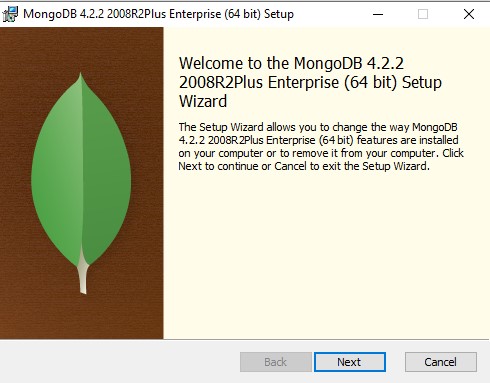 MongoDB 4.2.2 2008R2Plus Enterprise (64 bit) Setup
Welcome to the MongoDB 4.2.2
2008R2Plus Enterprise (64 bit) Setup
Wizard
The Setup Wizard allows you to change the way MongoDB
4.2.2 2008R2Plus Enterprise (64 bit) features are installed
on your computer or to remove it from your computer. Click
Next to continue or Cancel to exit the Setup Wizard.
Back Next Cancel